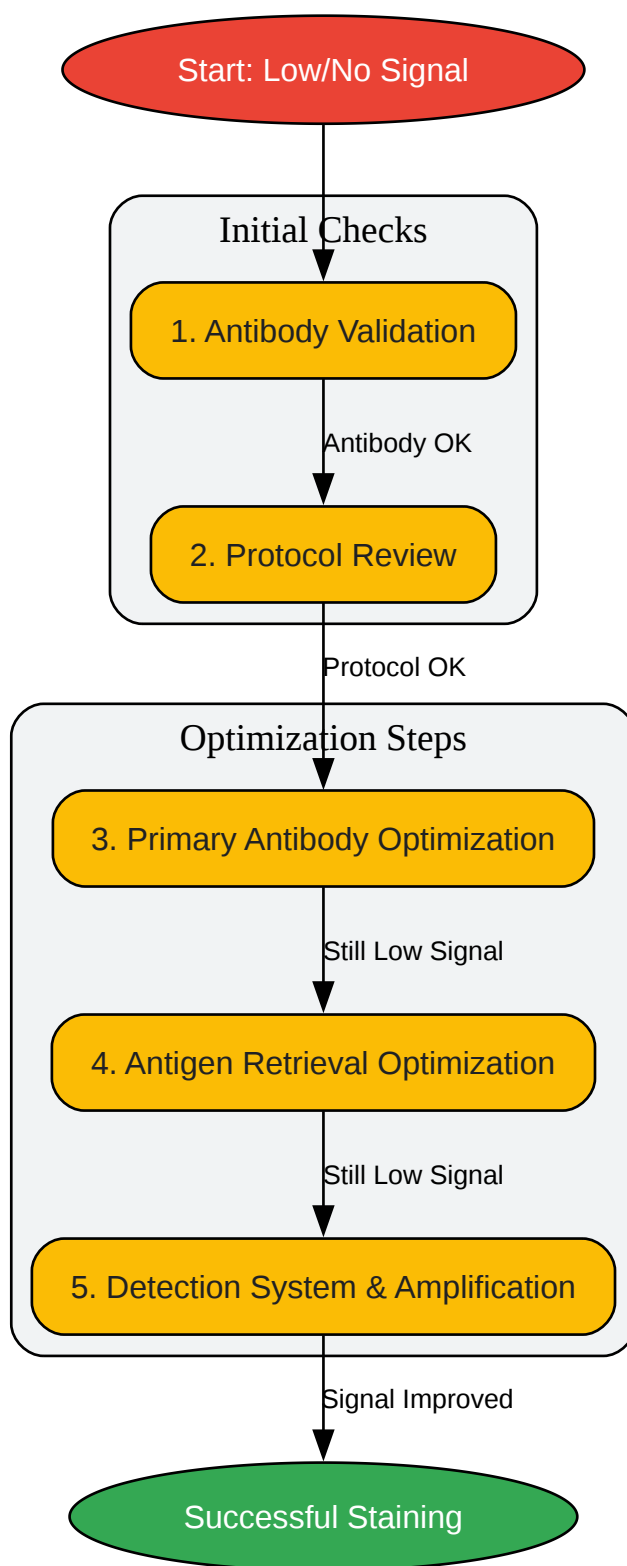 Start: Low/No Signal
Initial Checks
1. Antibody Validation
Antibody OK
2. Protocol Review
Protocol OK
Optimization Steps
3. Primary Antibody Optimization
Still Low Signal
4. Antigen Retrieval Optimization
Still Low Signal
5. Detection System & Amplification
Signal Improved
Successful Staining